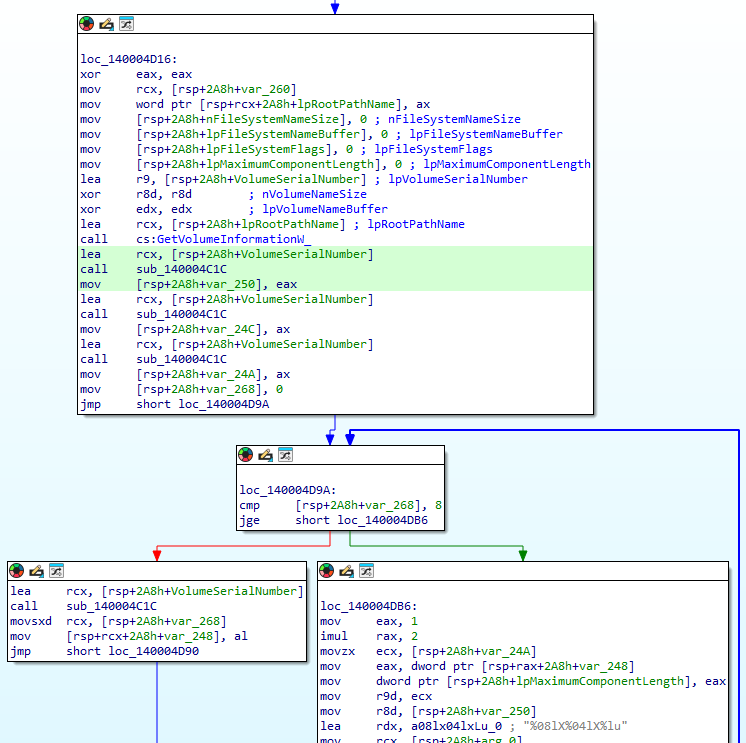 loc_140004D16:
xor eax, eax
mov rcx, [rsp+2A8h+var_260]
mov word ptr [rsp+rcx+2A8h+lpRootPathName], ax
mov [rsp+2A8h+nFileSystemNameSize], 0 ; nFileSystemNameSize
mov [rsp+2A8h+lpFileSystemNameBuffer], 0 ; lpFileSystemNameBuffer
mov [rsp+2A8h+lpFileSystemFlags], 0 ; lpFileSystemFlags
mov [rsp+2A8h+lpMaximumComponentLength], 0 ; lpMaximumComponentLength
lea r9, [rsp+2A8h+VolumeSerialNumber] ; lpVolumeSerialNumber
xor r8d, r8d ; nVolumeNameSize
xor edx, edx ; lpVolumeNameBuffer
lea rcx, [rsp+2A8h+lpRootPathName] ; lpRootPathName
call cs:GetVolumeInformationW_
lea rcx, [rsp+2A8h+VolumeSerialNumber]
call sub_140004C1C
mov [rsp+2A8h+var_250], eax
lea rcx, [rsp+2A8h+VolumeSerialNumber]
call sub_140004C1C
mov [rsp+2A8h+var_24C], ax
lea rcx, [rsp+2A8h+VolumeSerialNumber]
call sub_140004C1C
mov [rsp+2A8h+var_24A], ax
mov [rsp+2A8h+var_268], 0
jmp short loc_140004D9A
loc_140004D9A:
cmp [rsp+2A8h+var_268], 8
jge short loc_140004DB6
lea rcx, [rsp+2A8h+VolumeSerialNumber]
call sub_140004C1C
movsxd rcx, [rsp+2A8h+var_268]
mov [rsp+rcx+2A8h+var_248], al
jmp short loc_140004D90
loc_140004DB6:
mov eax, 1
imul rax, 2
movzx ecx, [rsp+2A8h+var_24A]
mov eax, dword ptr [rsp+rax+2A8h+var_248]
mov dword ptr [rsp+2A8h+lpMaximumComponentLength], eax
mov r9d, ecx
mov r8d, [rsp+2A8h+var_250]
lea rdx, a08lx04lxLu_0 ; "%08lX%04lX%lu"
mov rcx, [rsp+2A8h+arg_0]